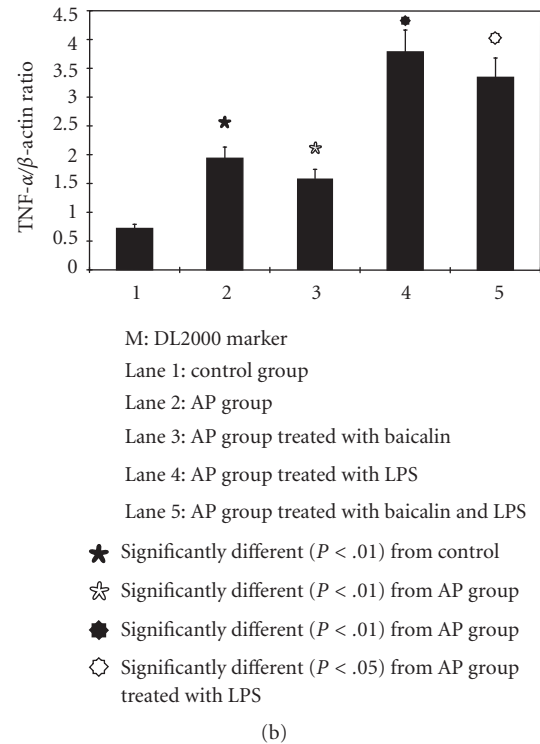 TNF-α/β-actin ratio
4.5
4
3.5
3
2.5
2
1.5
1
0.5
0
1 2 3 4 5
M: DL2000 marker
Lane 1: control group
Lane 2: AP group
Lane 3: AP group treated with baicalin
Lane 4: AP group treated with LPS
Lane 5: AP group treated with baicalin and LPS
Significantly different (P < .01) from control
Significantly different (P < .01) from AP group
Significantly different (P < .01) from AP group
Significantly different (P < .05) from AP group
treated with LPS
(b)